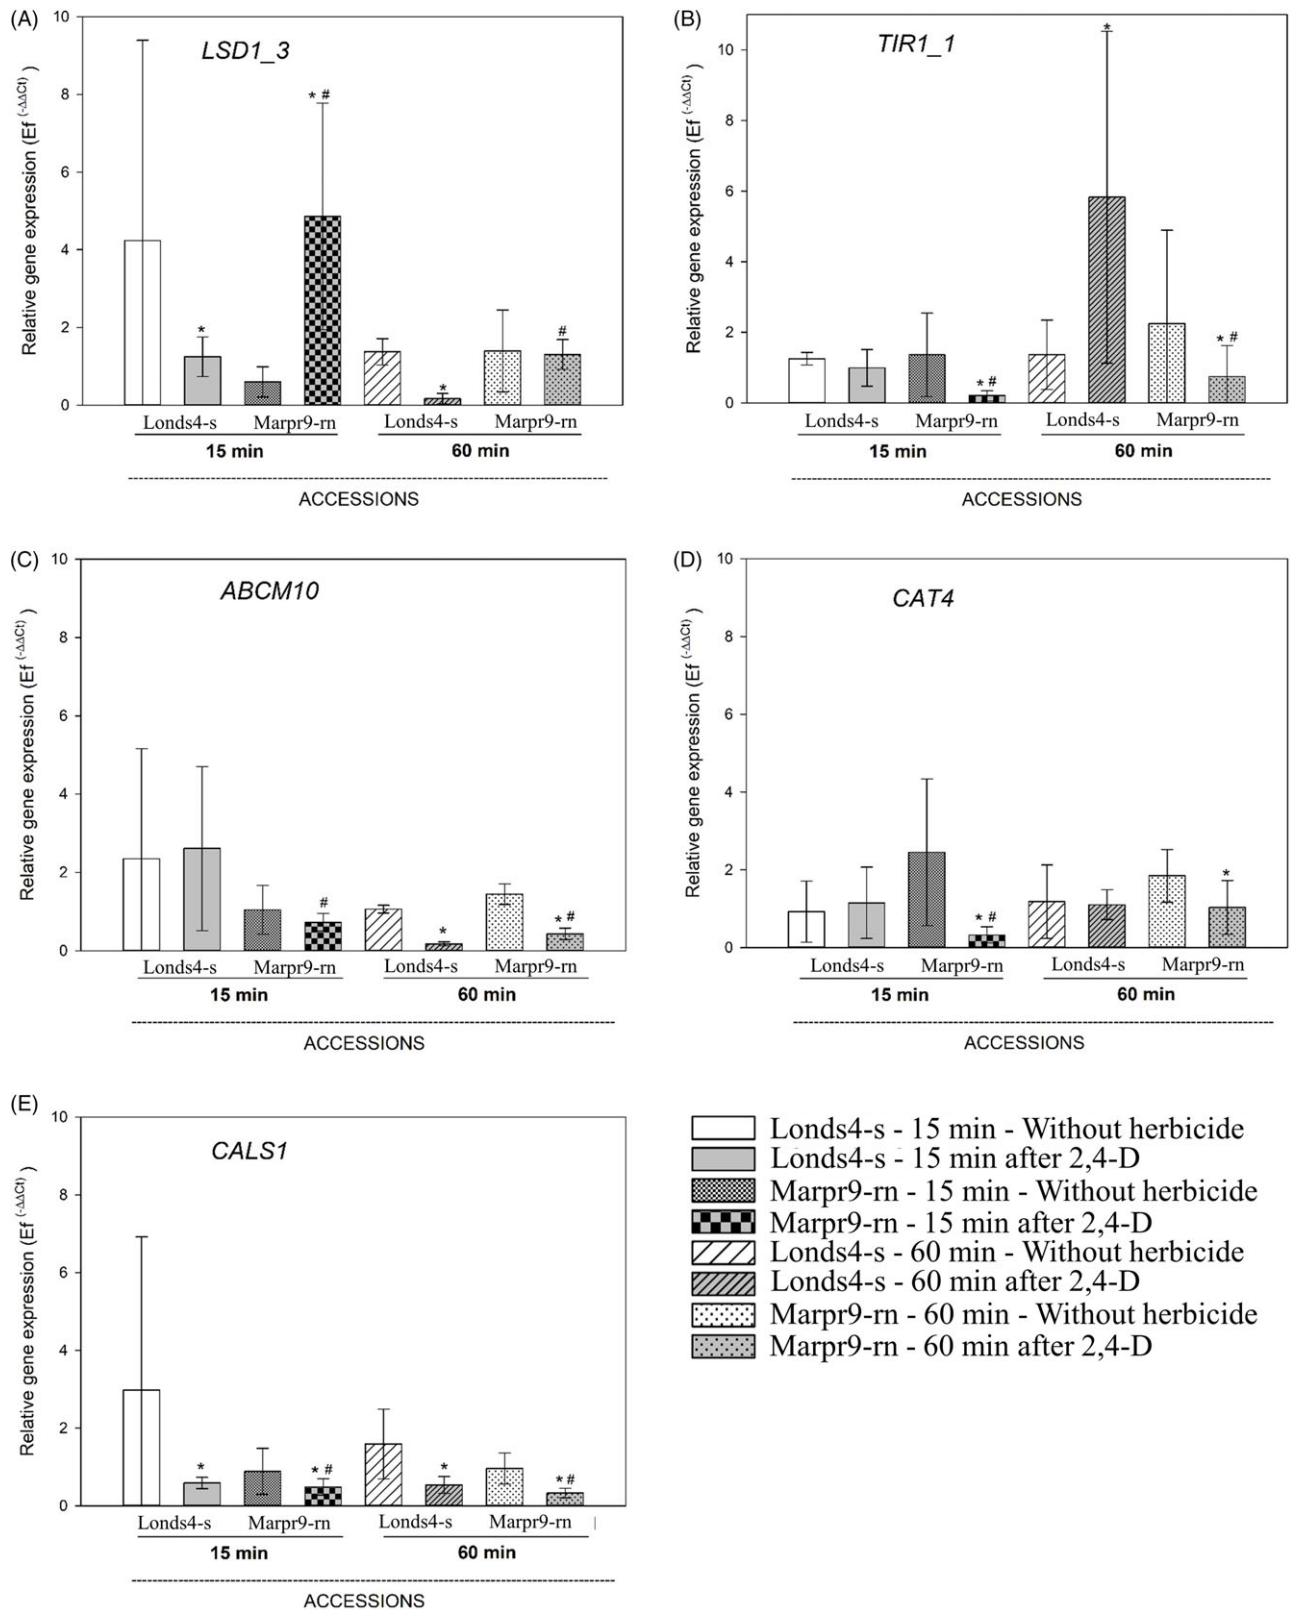 (A)
LSD1_3
Relative gene expression (Ef (-ΔΔCt) )
10
8
6
4
2
0
*
* #
*
#
Londs4-s Marpr9-rn Londs4-s Marpr9-rn
15 min 60 min
ACCESSIONS
(B)
TIR1_1
Relative gene expression (Ef (-ΔΔCt) )
10
8
6
4
2
0
* #
*
* #
Londs4-s Marpr9-rn Londs4-s Marpr9-rn
15 min 60 min
ACCESSIONS
(C)
ABCM10
Relative gene expression (Ef (-ΔΔCt) )
10
8
6
4
2
0
#
*
* #
Londs4-s Marpr9-rn Londs4-s Marpr9-rn
15 min 60 min
ACCESSIONS
(D)
CAT4
Relative gene expression (Ef (-ΔΔCt) )
10
8
6
4
2
0
* #
*
Londs4-s Marpr9-rn Londs4-s Marpr9-rn
15 min 60 min
ACCESSIONS
(E)
CALS1
Relative gene expression (Ef (-ΔΔCt) )
10
8
6
4
2
0
*
* #
*
* #
Londs4-s Marpr9-rn Londs4-s Marpr9-rn
15 min 60 min
ACCESSIONS
Londs4-s - 15 min - Without herbicide
Londs4-s - 15 min after 2,4-D
Marpr9-rn - 15 min - Without herbicide
Marpr9-rn - 15 min after 2,4-D
Londs4-s - 60 min - Without herbicide
Londs4-s - 60 min after 2,4-D
Marpr9-rn - 60 min - Without herbicide
Marpr9-rn - 60 min after 2,4-D